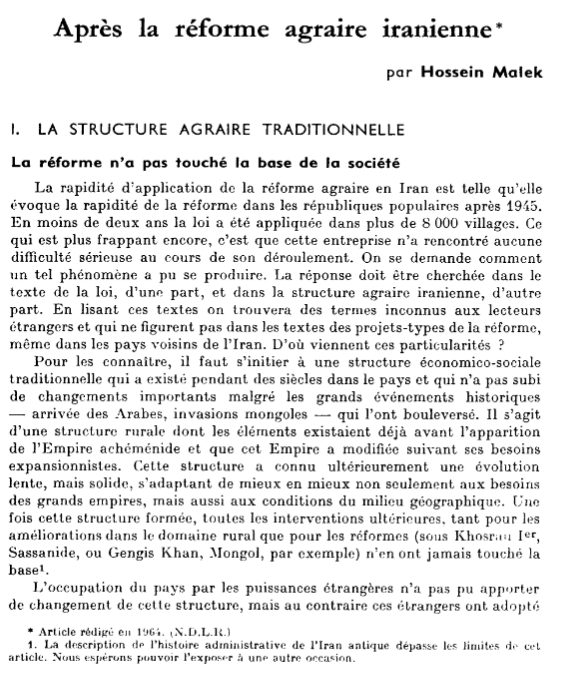 Après la réforme agraire iranienne*
par Hossein Malek
I. LA STRUCTURE AGRAIRE TRADITIONNELLE
La réforme n'a pas touché la base de la société
La rapidité d'application de la réforme agraire en Iran est telle qu'elle
évoque la rapidité de la réforme dans les républiques populaires après 1945.
En moins de deux ans la loi a été appliquée dans plus de 8 000 villages. Ce
qui est plus frappant encore, c'est que cette entreprise n'a rencontré aucune
difficulté sérieuse au cours de son déroulement. On se demande comment
un tel phénomène a pu se produire. La réponse doit être cherchée dans le
texte de la loi, d'une part, et dans la structure agraire iranienne, d'autre
part. En lisant ces textes on trouvera des termes inconnus aux lecteurs
étrangers et qui ne figurent pas dans les textes des projets-types de la réforme,
même dans les pays voisins de l'Iran. D'où viennent ces particularités ?
Pour les connaître, il faut s'initier à une structure économico-sociale
traditionnelle qui a existé pendant des siècles dans le pays et qui n'a pas subi
de changements importants malgré les grands événements historiques
— arrivée des Arabes, invasions mongoles — qui l'ont bouleversé. Il s'agit
d'une structure rurale dont les éléments existaient déjà avant l'apparition
de l'Empire achéménide et que cet Empire a modifiée suivant ses besoins
expansionnistes. Cette structure a connu ultérieurement une évolution
lente, mais solide, s'adaptant de mieux en mieux non seulement aux besoins
des grands empires, mais aussi aux conditions du milieu géographique. Une
fois cette structure formée, toutes les interventions ultérieures, tant pour les
améliorations dans le domaine rural que pour les réformes (sous Khosrau Ier,
Sassanide, ou Gengis Khan, Mongol, par exemple) n'en ont jamais touché la
base¹.
L'occupation du pays par les puissances étrangères n'a pas pu apporter
de changement de cette structure, mais au contraire ces étrangers ont adopté
* Article rédigé en 1964. (N.D.L.R.)
1. La description de l'histoire administrative de l'Iran antique dépasse les limites de cet
article. Nous espérons pouvoir l'exposer à une autre occasion.